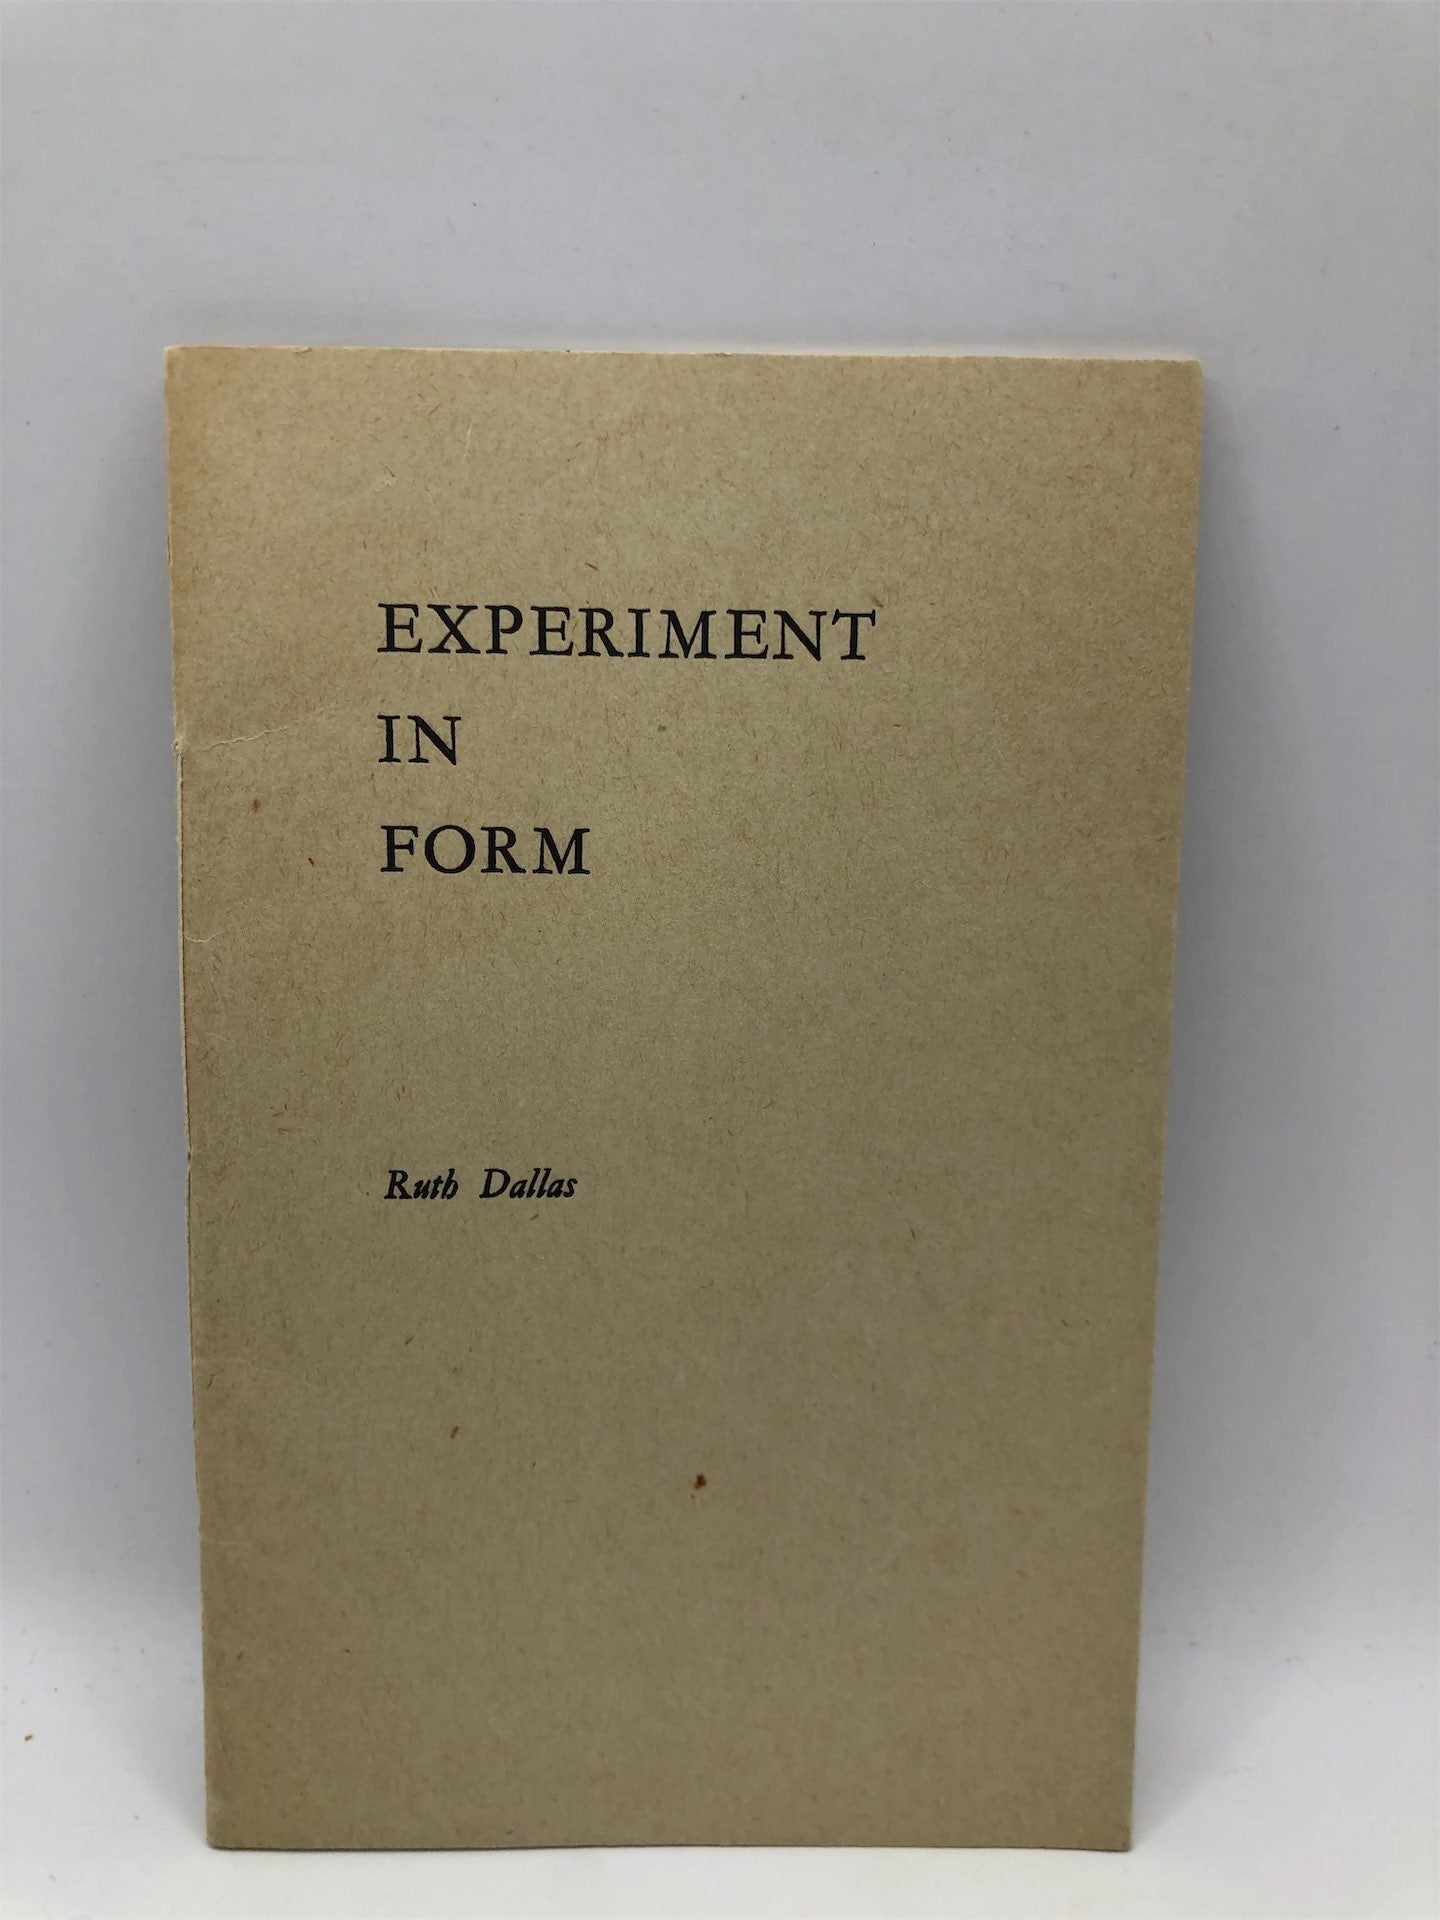 EXPERIMENT
IN
FORM
Ruth Dallas